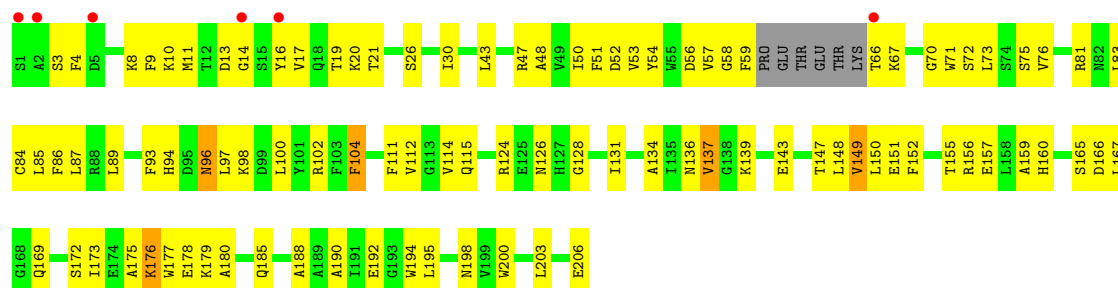 S1 A2 S3 F4 D5 K8 F9 K10 M11 T12 D13 G14 S15 Y16 V17 Q18 T19 K20 T21 S26 I30 L43 R47 A48 V49 I50 F51 D52 V53 Y54 W55 D56 V57 G58 F59 PRO GLU THR GLU THR LYS T66 K67 G70 W71 S72 L73 S74 S75 V76 R81 N82 L83
C84 L85 F86 L87 R88 L89 F93 H94 D95 N96 L97 K98 D99 L100 Y101 R102 F103 F104 F111 V112 G113 V114 Q115 R124 E125 N126 H127 G128 I131 A134 I135 N136 V137 G138 K139 E143 T147 L148 V149 L150 E151 F152 T155 R156 E157 L158 A159 H160 S165 D166 L167
G168 Q169 S172 I173 E174 A175 K176 W177 E178 K179 A180 Q185 A188 A189 A190 I191 E192 G193 W194 L195 N198 V199 W200 L203 E206